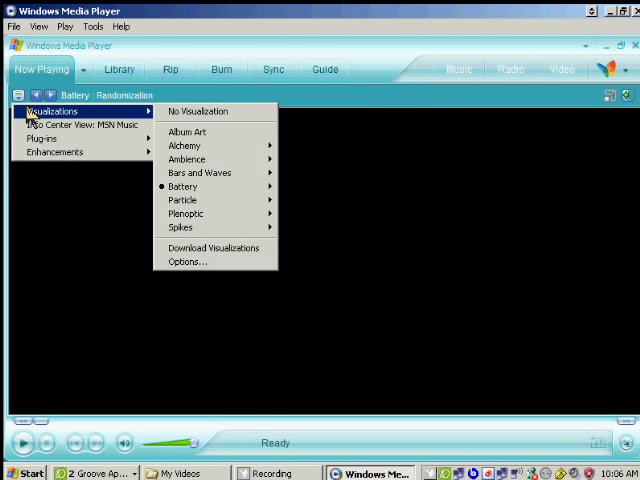 Windows Media Player
File View Play Tools Help
Windows Media Player
Now Playing Library Rip Burn Sync Guide Music Radio Video
Battery : Randomization
Visualizations
Info Center View: MSN Music
Plug-ins
Enhancements
No Visualization
Album Art
Alchemy
Ambience
Bars and Waves
Battery
Particle
Plenoptic
Spikes
Download Visualizations
Options...
Ready
Start 2 Groove Ap... My Videos Recording Windows Me... 10:06 AM